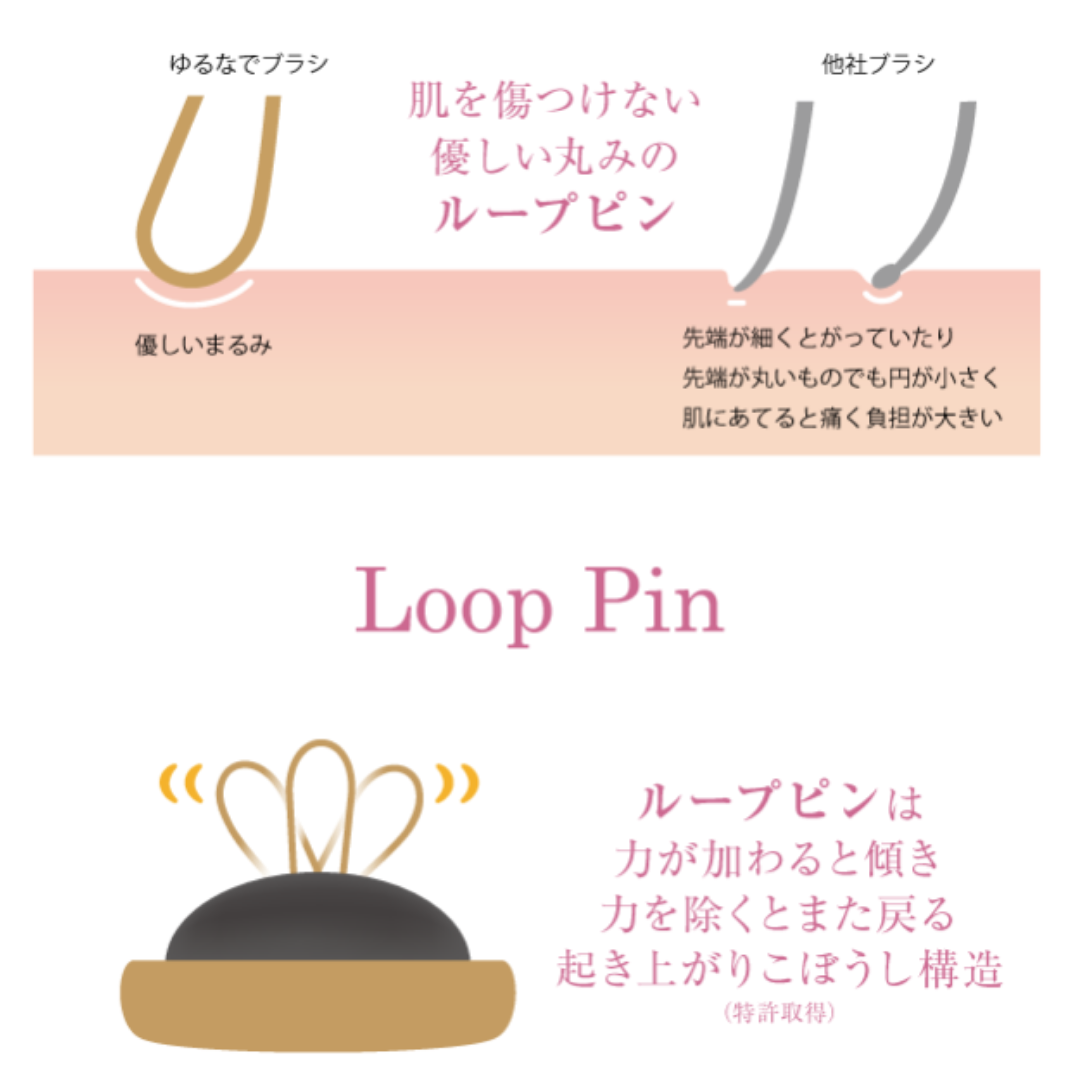 ゆるなでブラシ
肌を傷つけない
優しい丸みの
ループピン
他社ブラシ
優しいまるみ
先端が細くとがっていたり
先端が丸いものでも円が小さく
肌にあてると痛く負担が大きい
Loop Pin
ループピンは
力が加わると傾き
力を除くとまた戻る
起き上がりこぼうし構造
(特許取得)